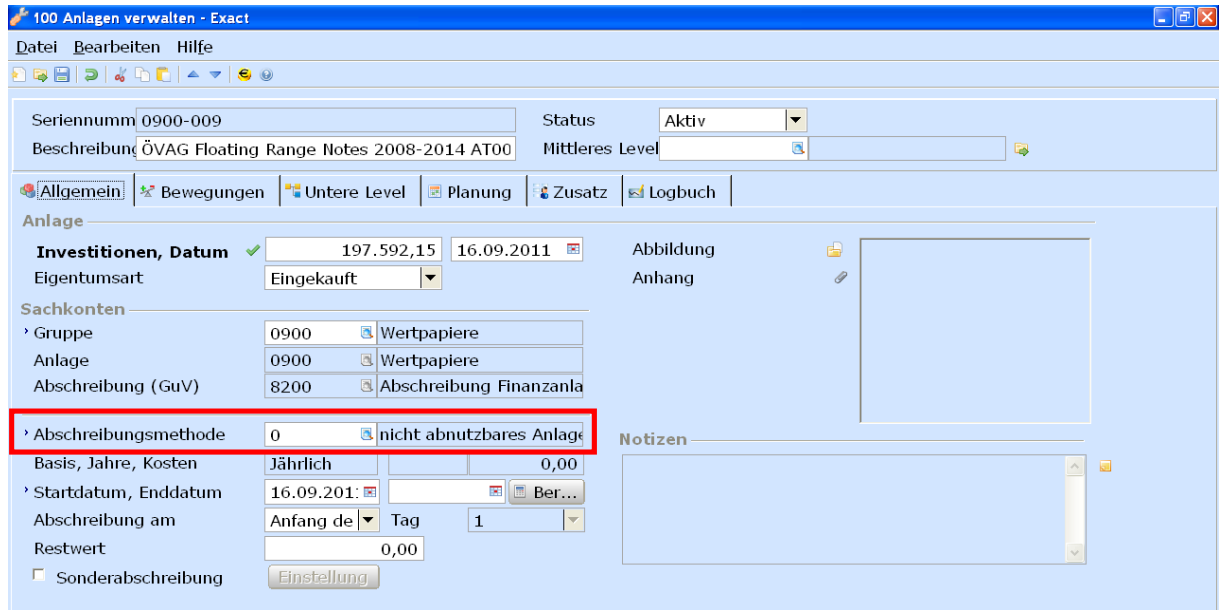 100 Anlagen verwalten - Exact
Datei Bearbeiten Hilfe
Seriennumm 0900-009 Status Aktiv
Beschreibung ÖVAG Floating Range Notes 2008-2014 AT00 Mittleres Level
Allgemein Bewegungen Untere Level Planung Zusatz Logbuch
Anlage
Investitionen, Datum 197.592,15 16.09.2011 Abbildung
Eigentumsart Eingekauft Anhang
Sachkonten
Gruppe 0900 Wertpapiere
Anlage 0900 Wertpapiere
Abschreibung (GuV) 8200 Abschreibung Finanzanla
Abschreibungsmethode 0 nicht abnutzbares Anlage
Notizen
Basis, Jahre, Kosten Jährlich 0,00
Startdatum, Enddatum 16.09.201 Ber...
Abschreibung am Anfang de Tag 1
Restwert 0,00
Sonderabschreibung Einstellung